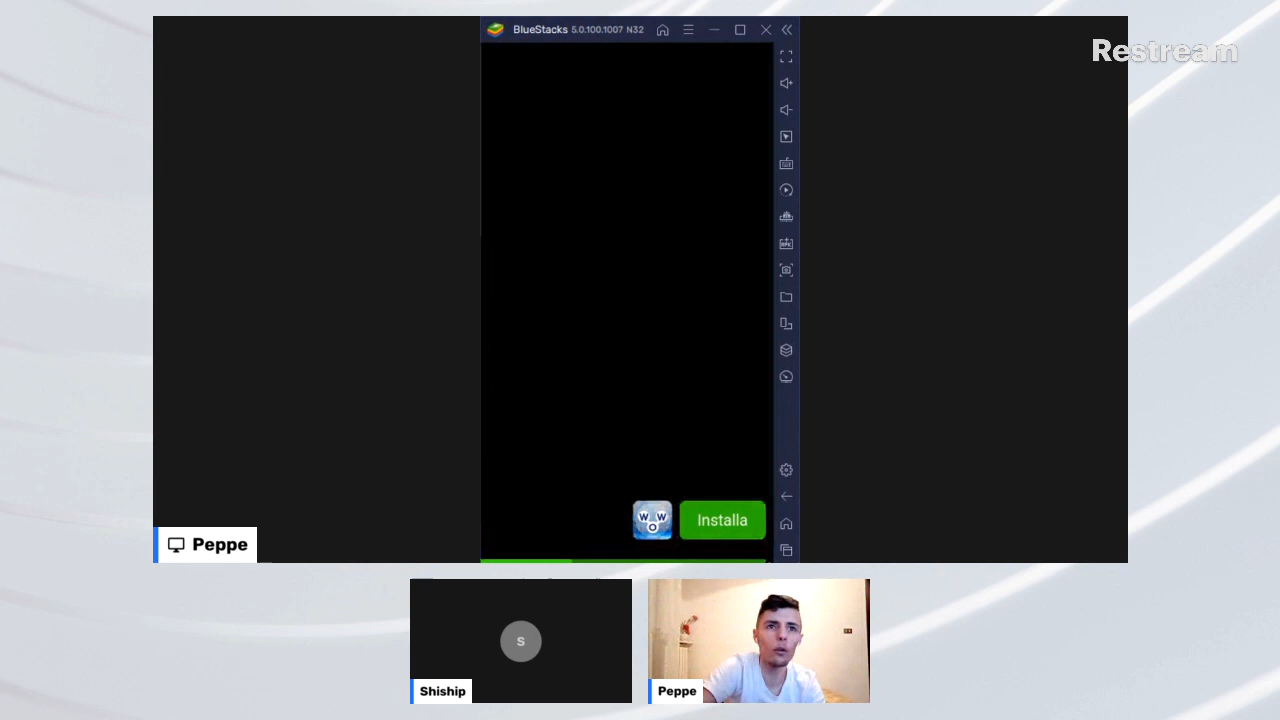 BlueStacks 5.0.100.1007 N32
Restream
W W
O
Installa
Peppe
S
Shiship
Peppe